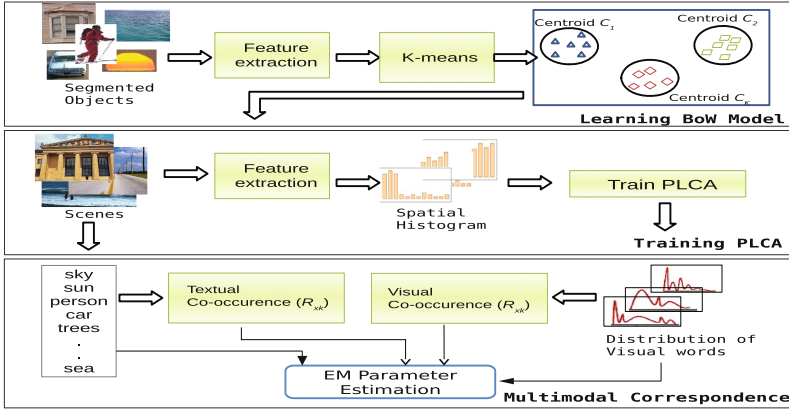 Centroid C1
Centroid C2
Feature
extraction
K-means
Segmented
Objects
Centroid CK
Learning BoW Model
Feature
extraction
Train PLCA
Scenes
Spatial
Histogram
Training PLCA
sky
sun
person
car
trees
.
.
sea
Textual
Co-occurence (Rxk)
Visual
Co-occurence (Rxk)
Distribution of
Visual words
EM Parameter
Estimation
Multimodal Correspondence